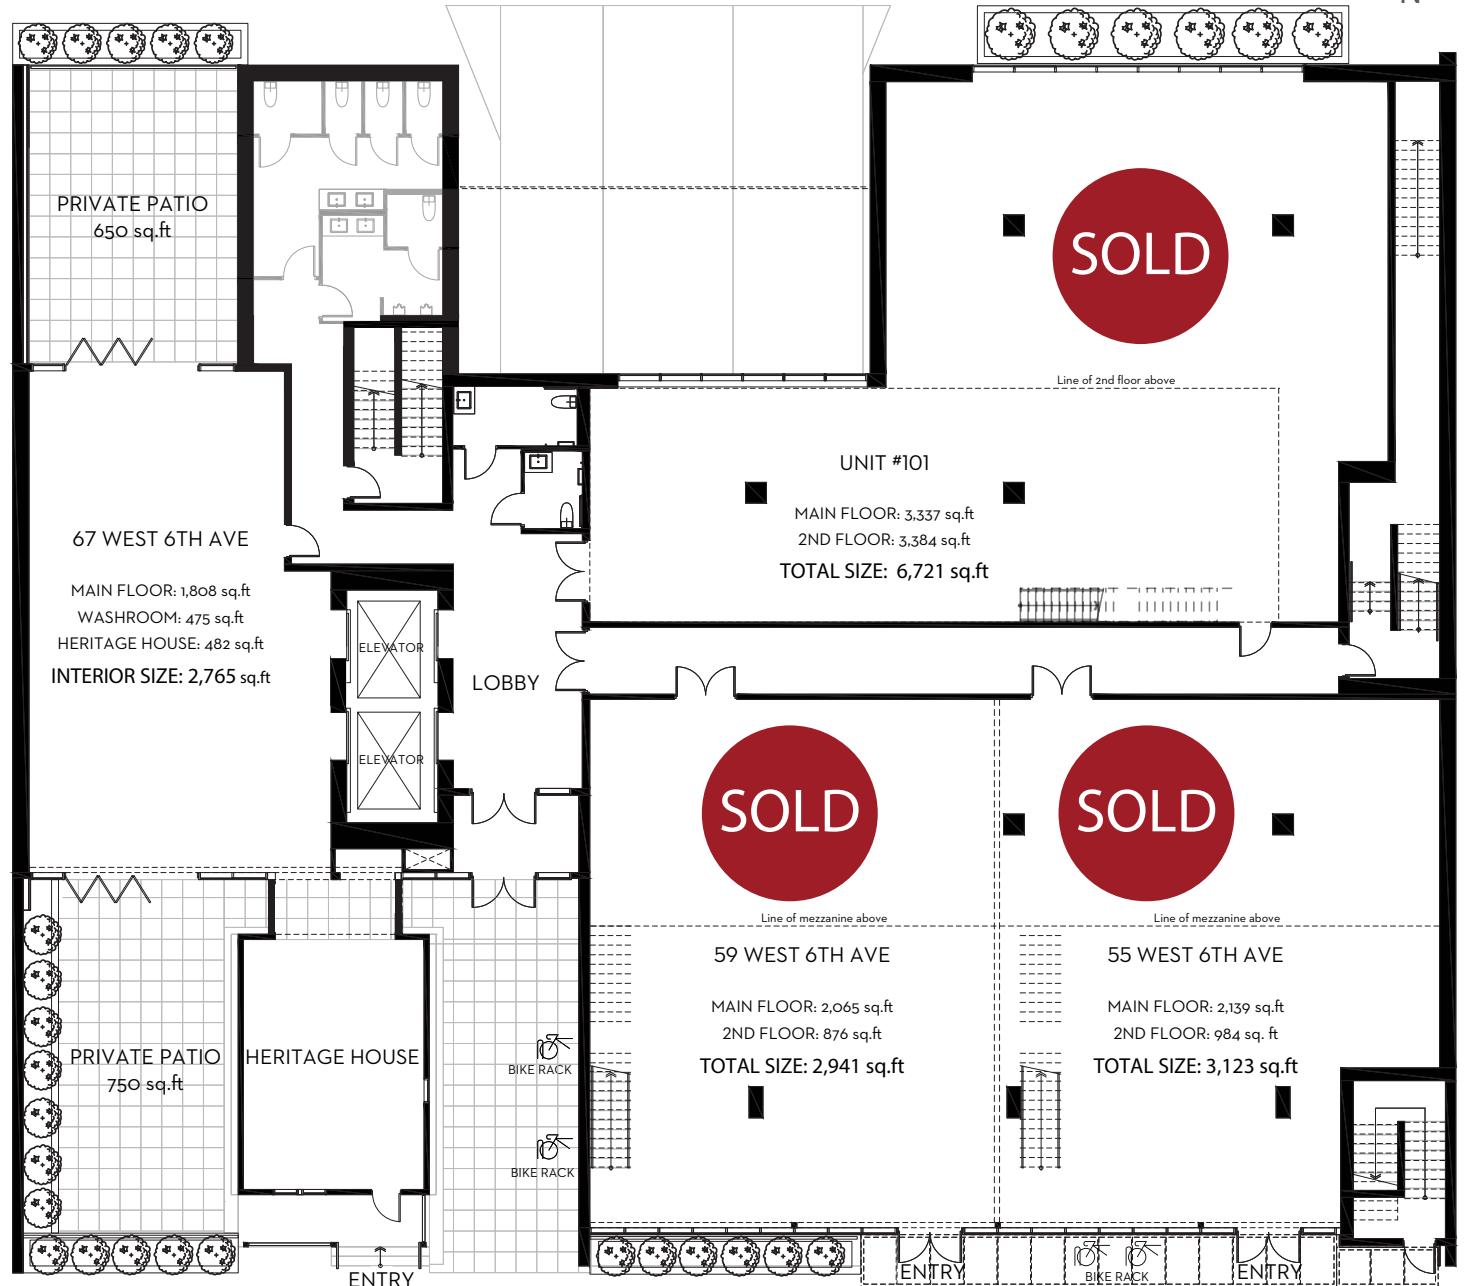 N
PRIVATE PATIO
650 sq.ft
SOLD
Line of 2nd floor above
UNIT #101
MAIN FLOOR: 3,337 sq.ft
2ND FLOOR: 3,384 sq.ft
TOTAL SIZE: 6,721 sq.ft
67 WEST 6TH AVE
MAIN FLOOR: 1,808 sq.ft
WASHROOM: 475 sq.ft
HERITAGE HOUSE: 482 sq.ft
INTERIOR SIZE: 2,765 sq.ft
ELEVATOR
LOBBY
ELEVATOR
SOLD
SOLD
Line of mezzanine above
Line of mezzanine above
59 WEST 6TH AVE
MAIN FLOOR: 2,065 sq.ft
2ND FLOOR: 876 sq.ft
TOTAL SIZE: 2,941 sq.ft
55 WEST 6TH AVE
MAIN FLOOR: 2,139 sq.ft
2ND FLOOR: 984 sq. ft
TOTAL SIZE: 3,123 sq.ft
PRIVATE PATIO
750 sq.ft
HERITAGE HOUSE
BIKE RACK
BIKE RACK
ENTRY
ENTRY
BIKE RACK
ENTRY